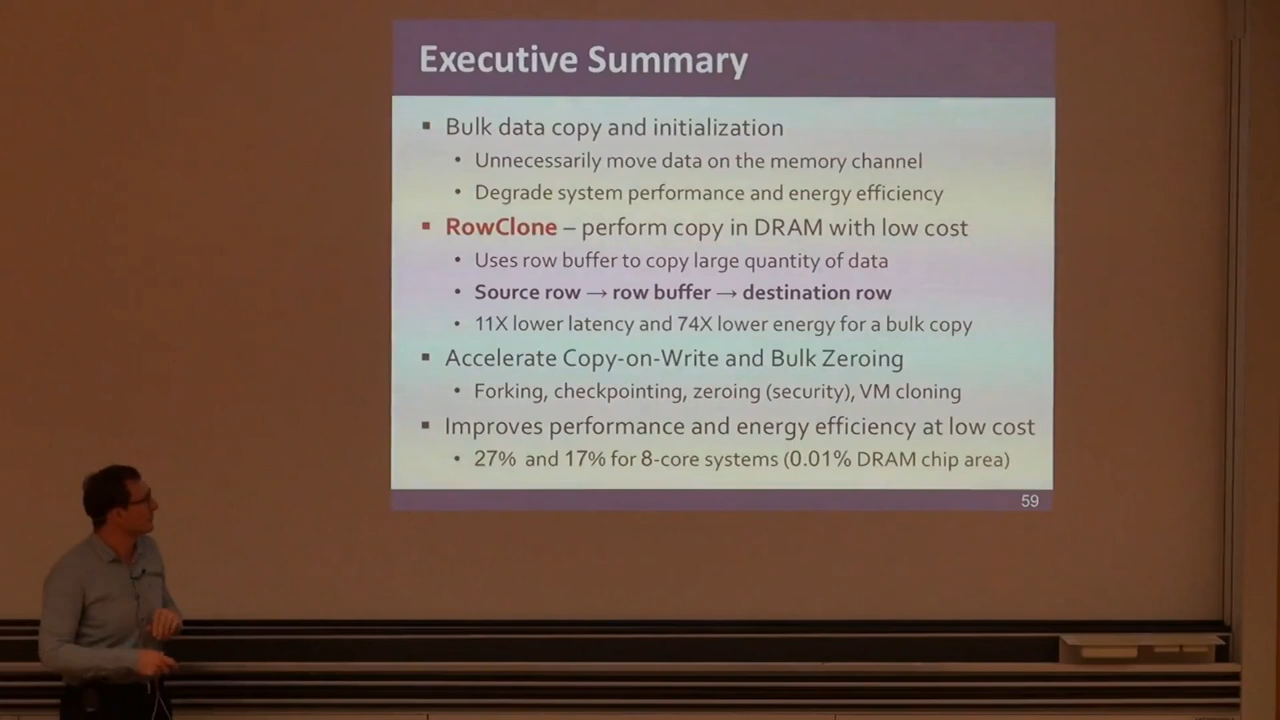 Executive Summary
▪ Bulk data copy and initialization
• Unnecessarily move data on the memory channel
• Degrade system performance and energy efficiency
▪ RowClone – perform copy in DRAM with low cost
• Uses row buffer to copy large quantity of data
• Source row → row buffer → destination row
• 11X lower latency and 74X lower energy for a bulk copy
▪ Accelerate Copy-on-Write and Bulk Zeroing
• Forking, checkpointing, zeroing (security), VM cloning
▪ Improves performance and energy efficiency at low cost
• 27% and 17% for 8-core systems (0.01% DRAM chip area)
59